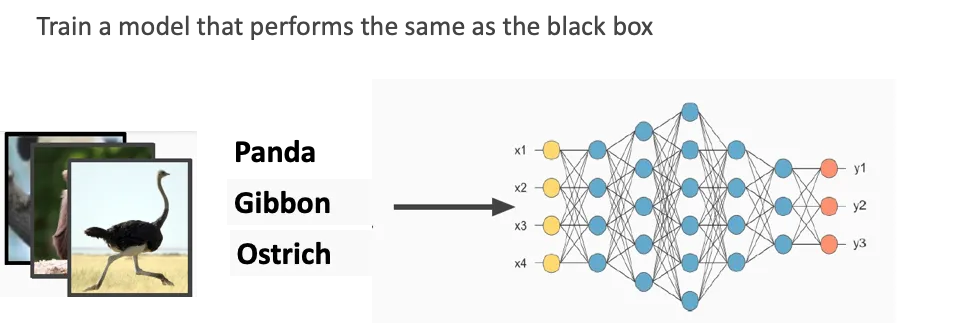 Train a model that performs the same as the black box
Panda
Gibbon
Ostrich
x1
x2
x3
x4
y1
y2
y3